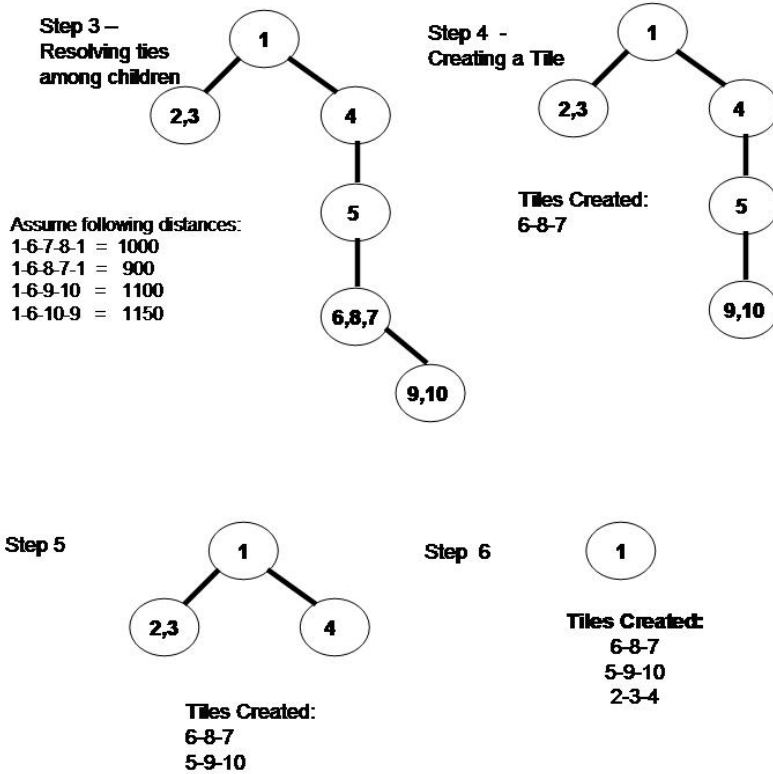 Step 3 –
Resolving ties
among children
1
2,3
4
5
Assume following distances:
1-6-7-8-1 = 1000
1-6-8-7-1 = 900
1-6-9-10 = 1100
1-6-10-9 = 1150
6,8,7
9,10
Step 4 -
Creating a Tile
1
2,3
4
Tiles Created:
6-8-7
5
9,10
Step 5
1
2,3
4
Tiles Created:
6-8-7
5-9-10
Step 6
1
Tiles Created:
6-8-7
5-9-10
2-3-4